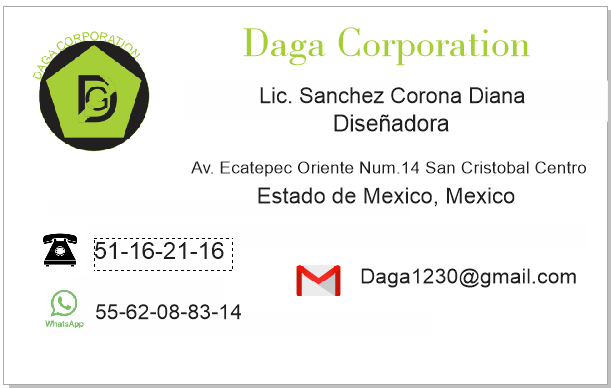 DAGA CORPORATION
DG
Daga Corporation
Lic. Sanchez Corona Diana
Diseñadora
Av. Ecatepec Oriente Num.14 San Cristobal Centro
Estado de Mexico, Mexico
51-16-21-16
Daga1230@gmail.com
WhatsApp
55-62-08-83-14